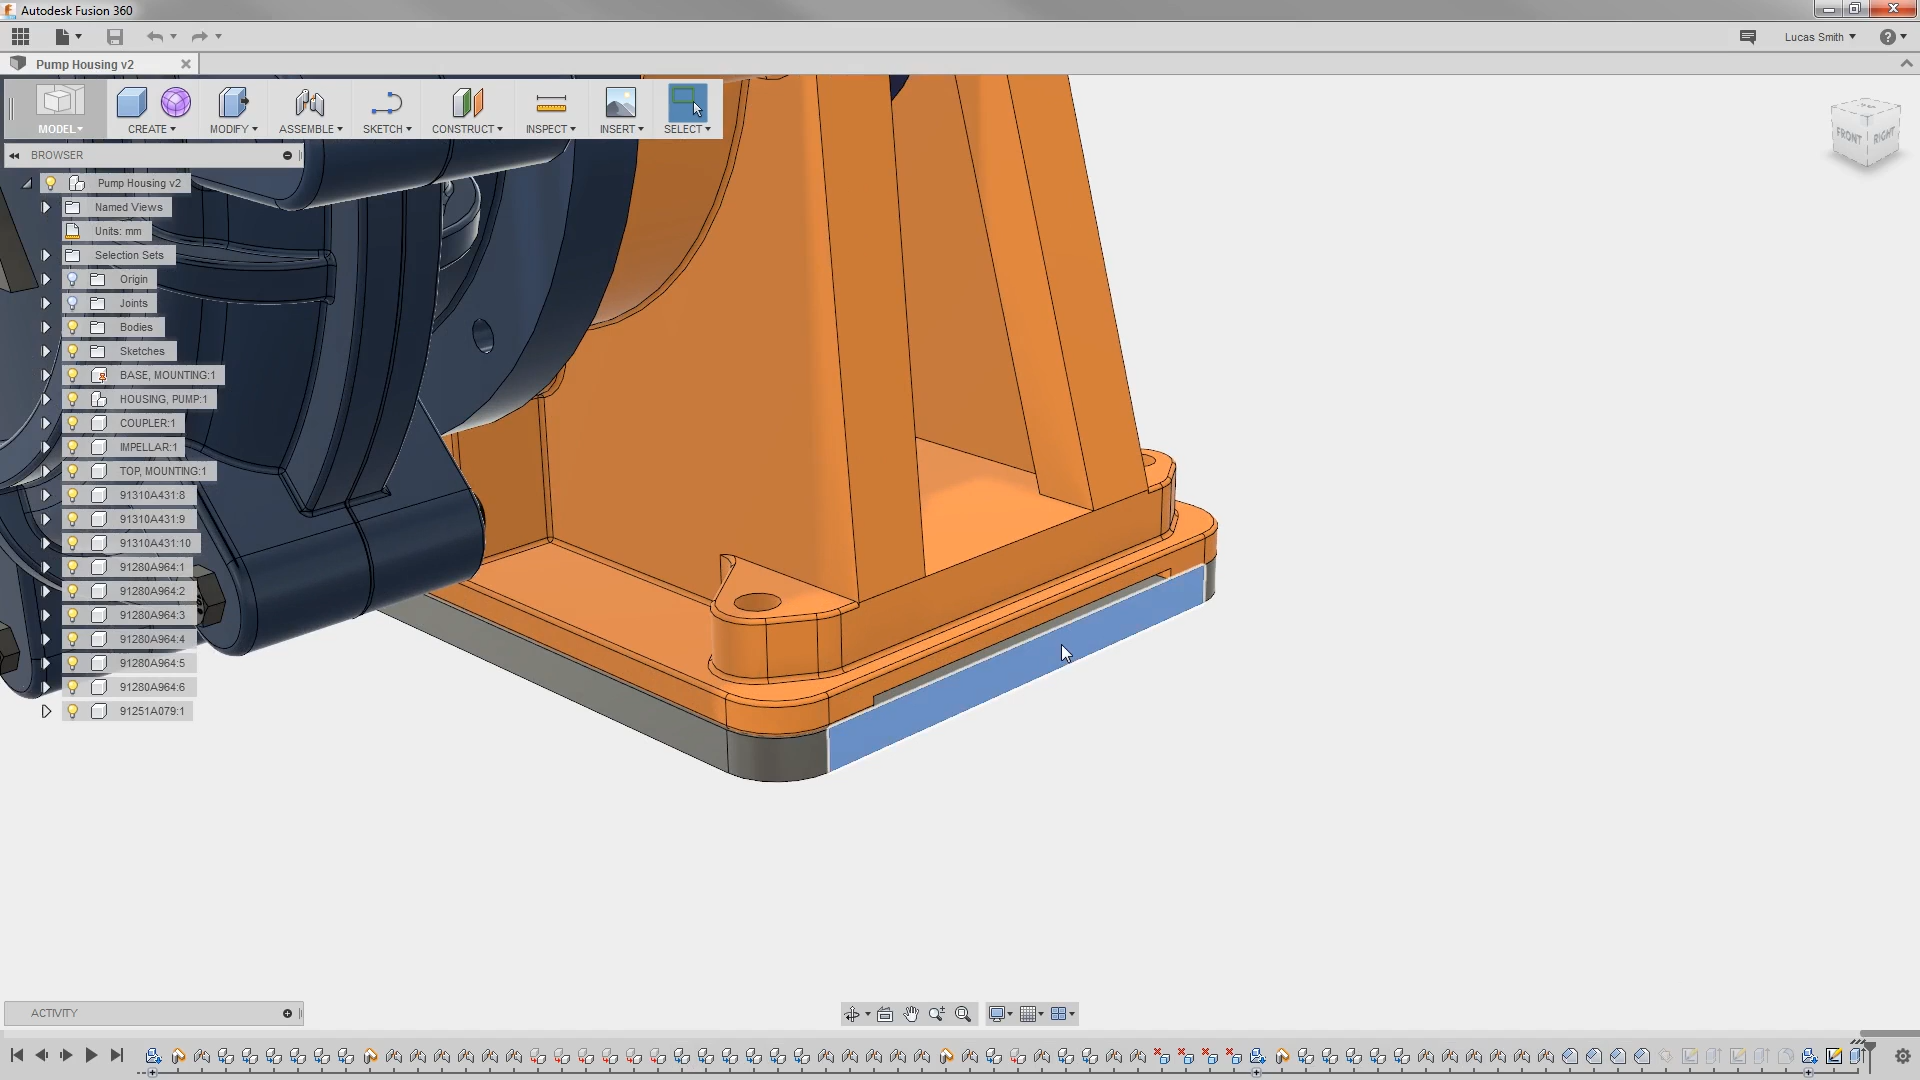 Autodesk Fusion 360
Lucas Smith
Pump Housing v2
MODEL
CREATE
MODIFY
ASSEMBLE
SKETCH
CONSTRUCT
INSPECT
INSERT
SELECT
BROWSER
Pump Housing v2
Named Views
Units: mm
Selection Sets
Origin
Joints
Bodies
Sketches
BASE, MOUNTING:1
HOUSING, PUMP:1
COUPLER:1
IMPELLAR:1
TOP, MOUNTING:1
91310A431:8
91310A431:9
91310A431:10
91280A964:1
91280A964:2
91280A964:3
91280A964:4
91280A964:5
91280A964:6
91251A079:1
FRONT
RIGHT
ACTIVITY